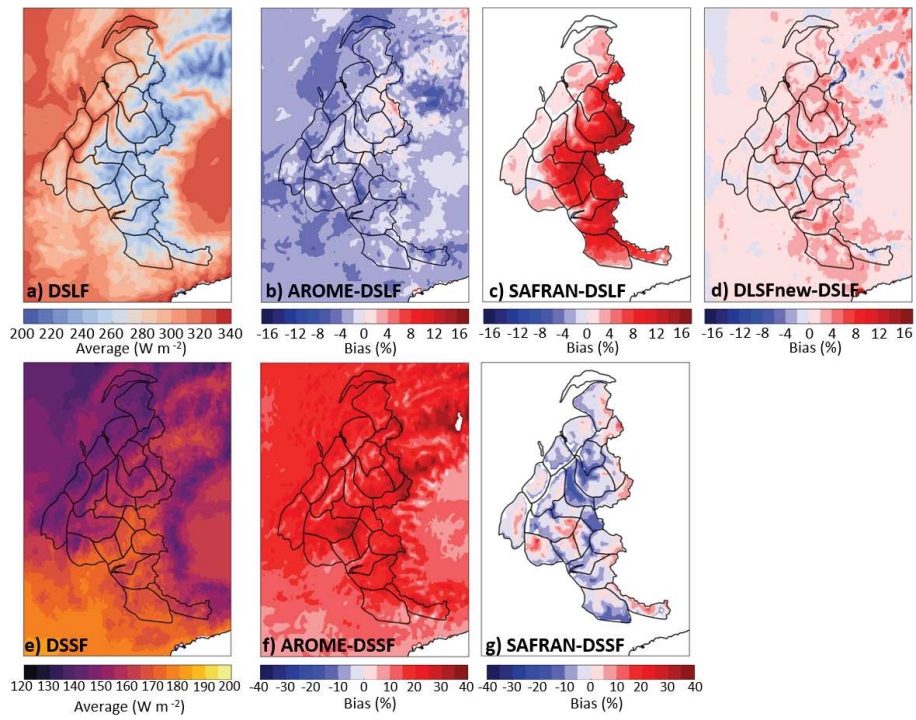 a) DSLF
b) AROME-DSLF
c) SAFRAN-DSLF
d) DLSFnew-DSLF
200 220 240 260 280 300 320 340
Average (W m⁻²)
-16 -12 -8 -4 0 4 8 12 16
Bias (%)
-16 -12 -8 -4 0 4 8 12 16
Bias (%)
-16 -12 -8 -4 0 4 8 12 16
Bias (%)
e) DSSF
f) AROME-DSSF
g) SAFRAN-DSSF
120 130 140 150 160 170 180 190 200
Average (W m⁻²)
-40 -30 -20 -10 0 10 20 30 40
Bias (%)
-40 -30 -20 -10 0 10 20 30 40
Bias (%)